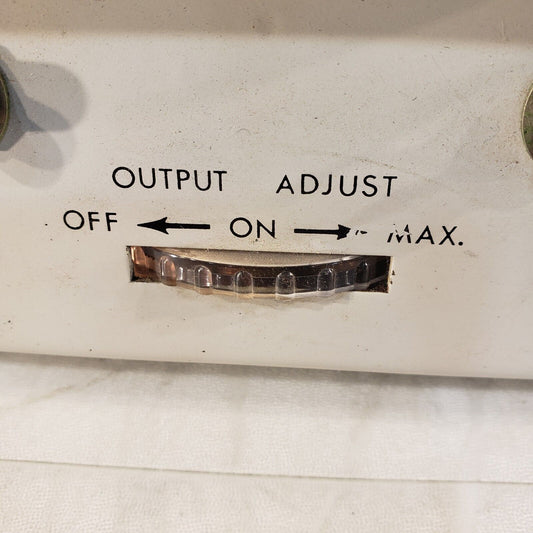 OUTPUT ADJUST
OFF ← ON → MAX.